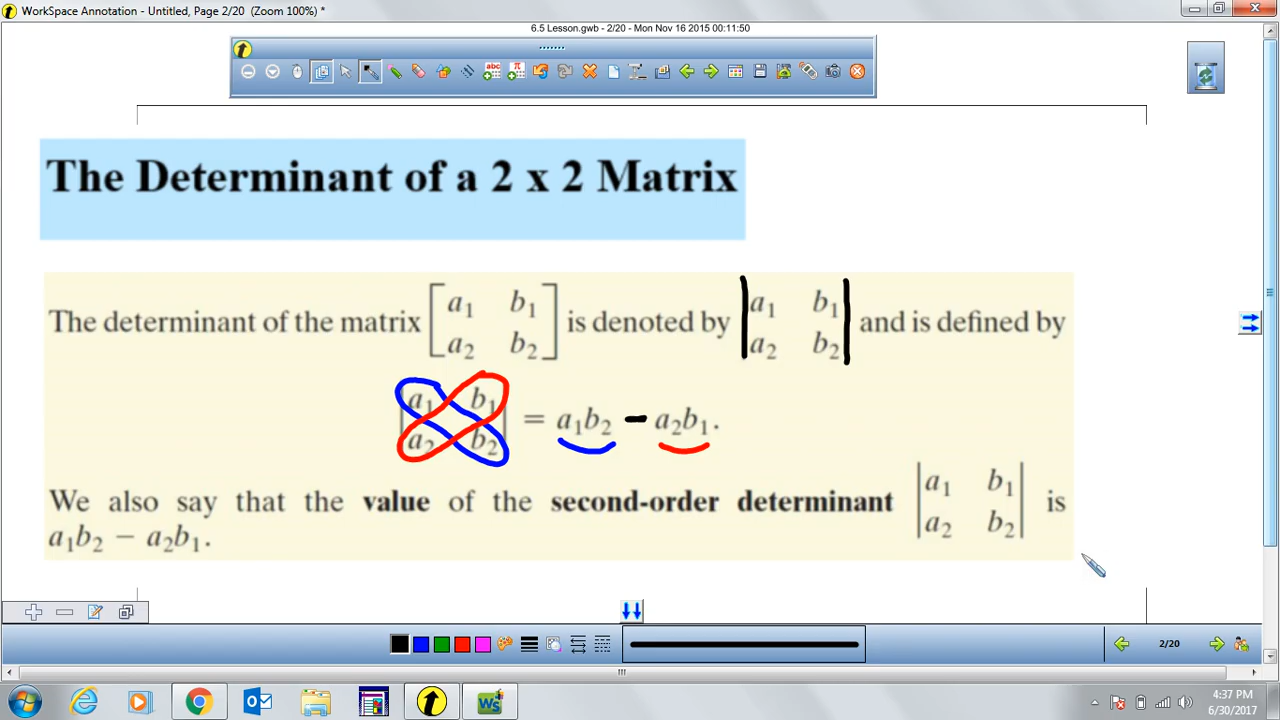 WorkSpace Annotation - Untitled, Page 2/20 (Zoom 100%) *
6.5 Lesson.gwb - 2/20 - Mon Nov 16 2015 00:11:50
abc
π
The Determinant of a 2 x 2 Matrix
The determinant of the matrix [a₁ b₁ a₂ b₂] is denoted by |a₁ b₁ a₂ b₂| and is defined by
|a₁ b₁ a₂ b₂| = a₁b₂ − a₂b₁.
We also say that the value of the second-order determinant |a₁ b₁ a₂ b₂| is
a₁b₂ − a₂b₁.
2/20
Ws
4:37 PM
6/30/2017